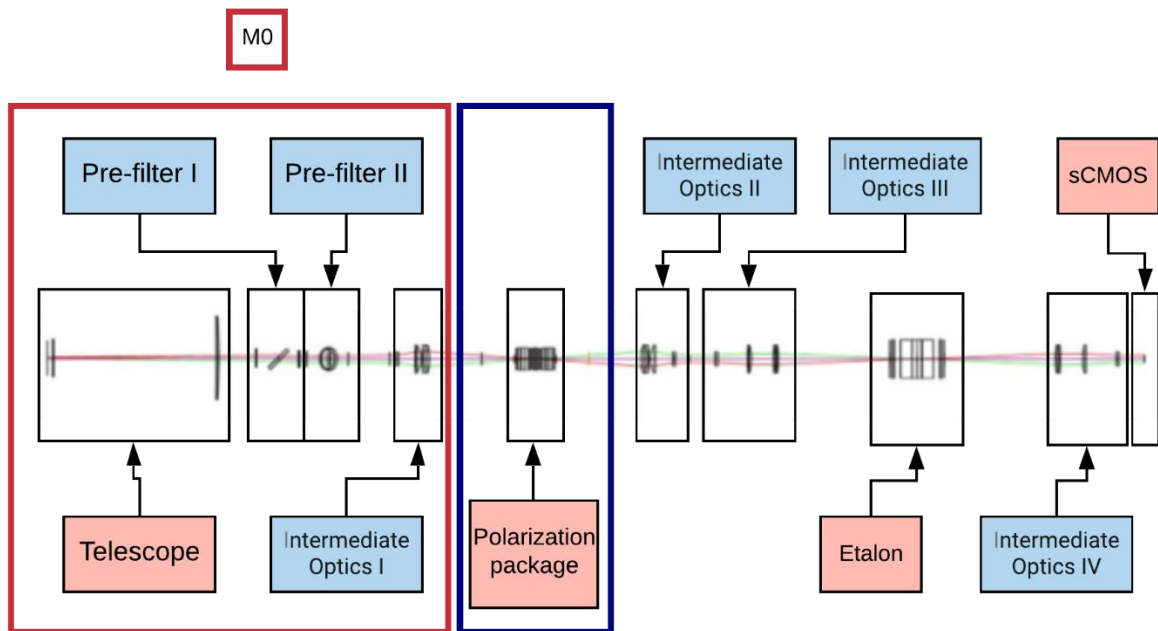 M0
Pre-filter I
Pre-filter II
Intermediate
Optics II
Intermediate
Optics III
sCMOS
Telescope
Intermediate
Optics I
Polarization
package
Etalon
Intermediate
Optics IV